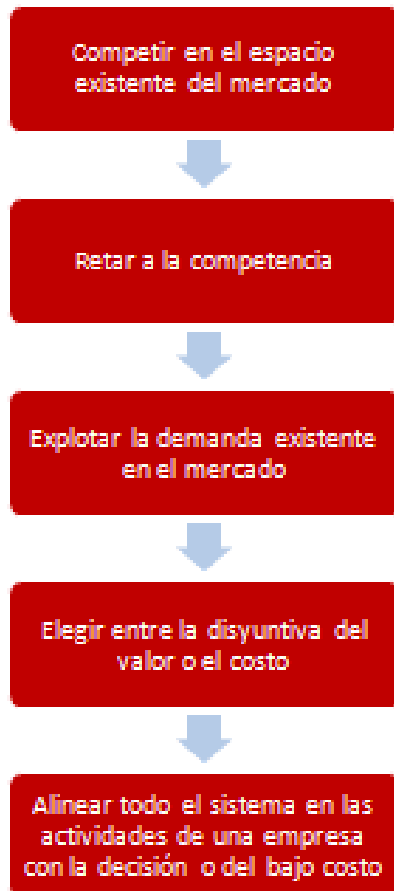 Competir en el espacio
existente del mercado
Retar a la competencia
Explotar la demanda existente
en el mercado
Elegir entre la disyuntiva del
valor o el costo
Alinear todo el sistema en las
actividades de una empresa
con la decisión o del bajo costo